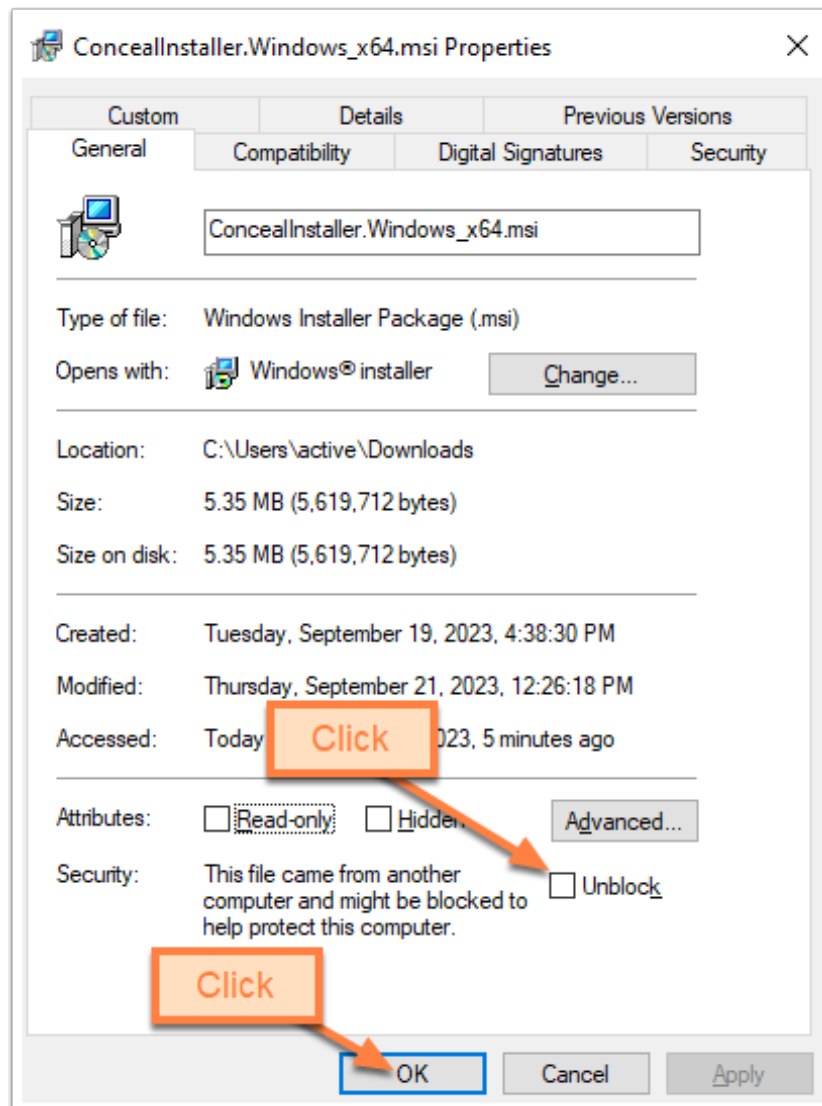 ConcealInstaller.Windows_x64.msi Properties
Custom Details Previous Versions
General Compatibility Digital Signatures Security
ConcealInstaller.Windows_x64.msi
Type of file: Windows Installer Package (.msi)
Opens with: Windows® installer Change...
Location: C:\Users\active\Downloads
Size: 5.35 MB (5,619,712 bytes)
Size on disk: 5.35 MB (5,619,712 bytes)
Created: Tuesday, September 19, 2023, 4:38:30 PM
Modified: Thursday, September 21, 2023, 12:26:18 PM
Accessed: Today 023, 5 minutes ago
Click
Attributes: Read-only Hidden Advanced...
Security: This file came from another
computer and might be blocked to
help protect this computer.
Unblock
Click
OK Cancel Apply